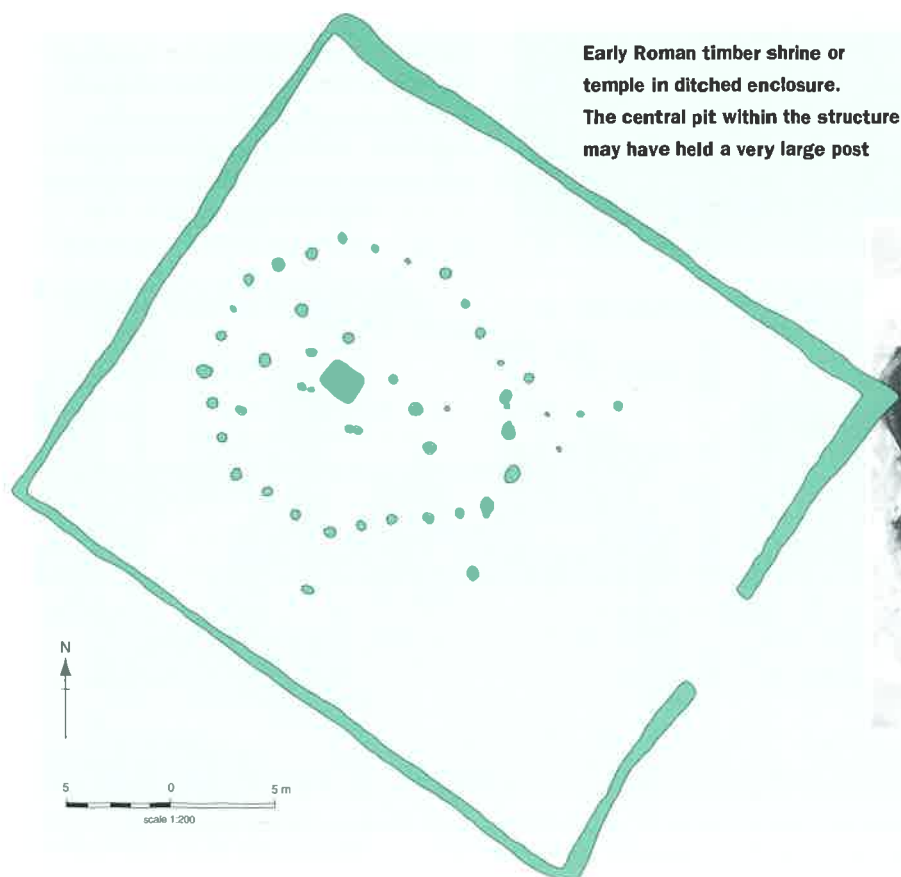 Early Roman timber shrine or
temple in ditched enclosure.
The central pit within the structure
may have held a very large post
N
5 0 5 m
scale 1:200